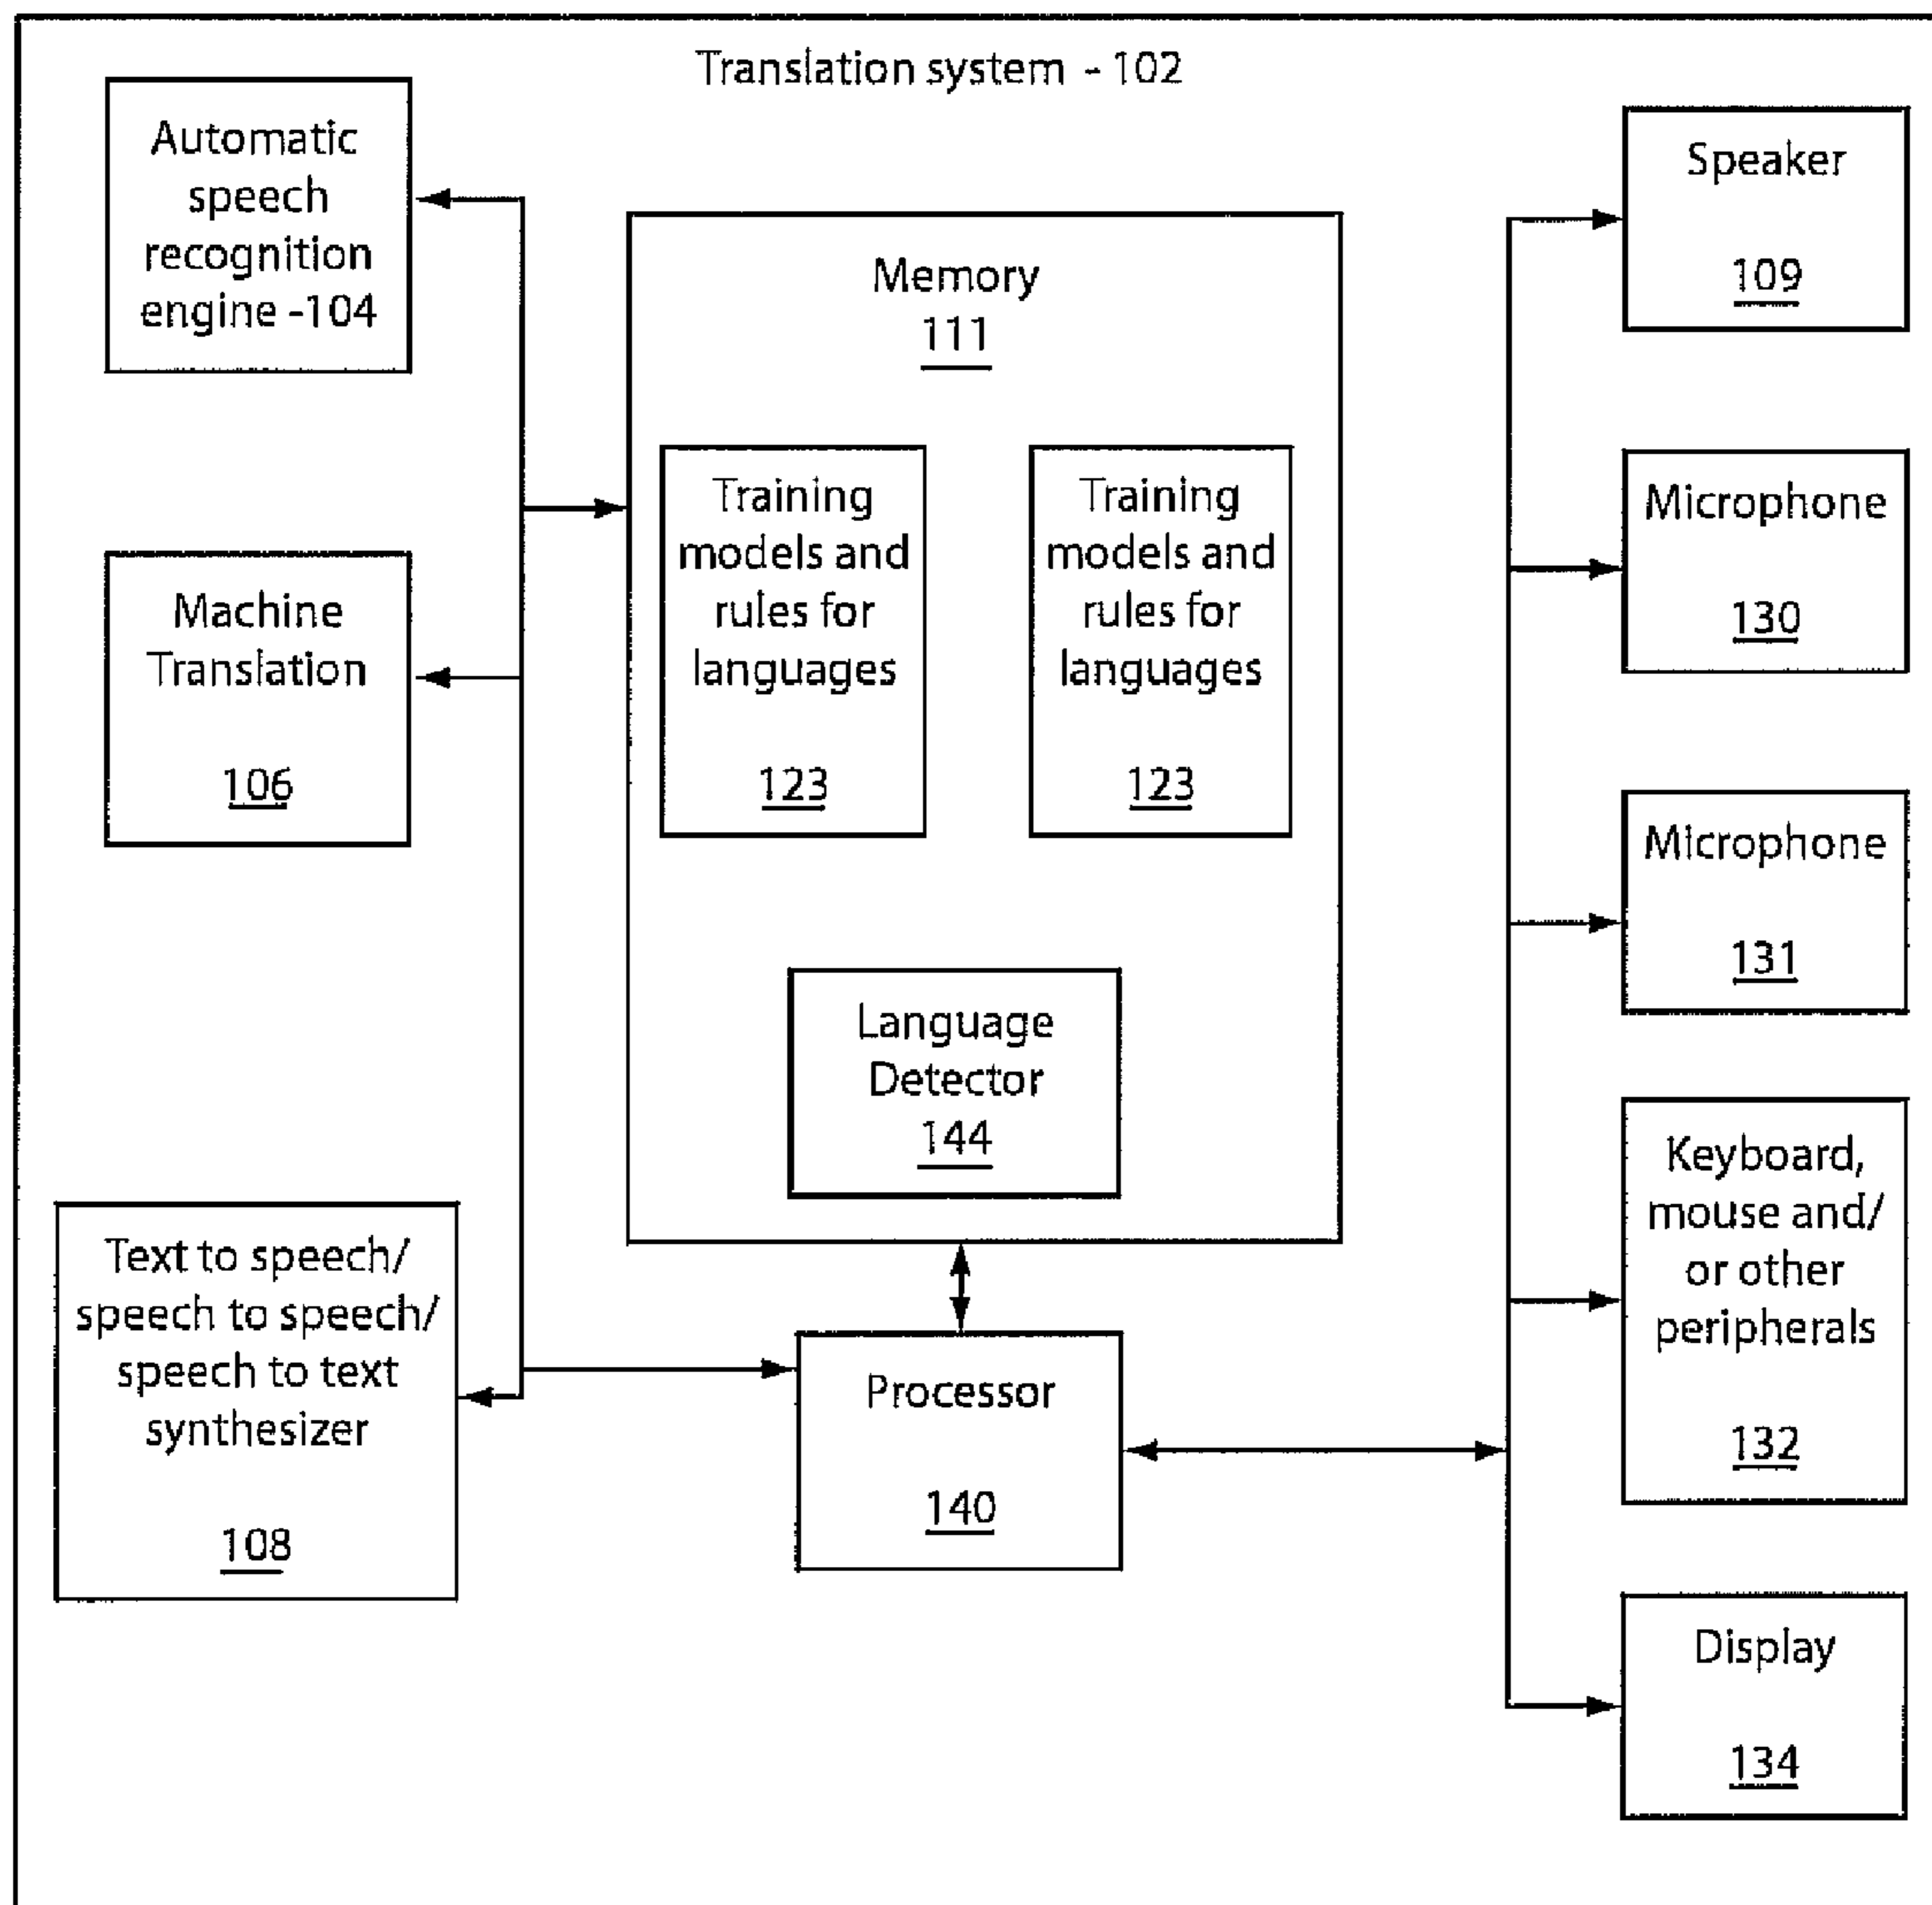 Translation system - 102
Automatic
speech
recognition
engine -104
Machine
Translation
106
Text to speech/
speech to speech/
speech to text
synthesizer
108
Memory
111
Training
models and
rules for
languages
123
Training
models and
rules for
languages
123
Language
Detector
144
Processor
140
Speaker
109
Microphone
130
Microphone
131
Keyboard,
mouse and/
or other
peripherals
132
Display
134